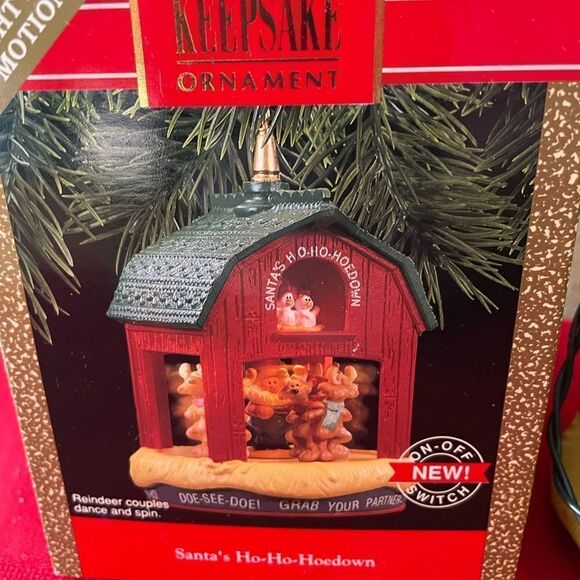 HT
MOTION
KEEPSAKE
ORNAMENT
SANTA'S HO-HO-HOEDOWN
ON-OFF
NEW!
SWITCH
Reindeer couples
dance and spin.
DOE-SEE-DOE! GRAB YOUR PARTNER
Santa's Ho-Ho-Hoedown